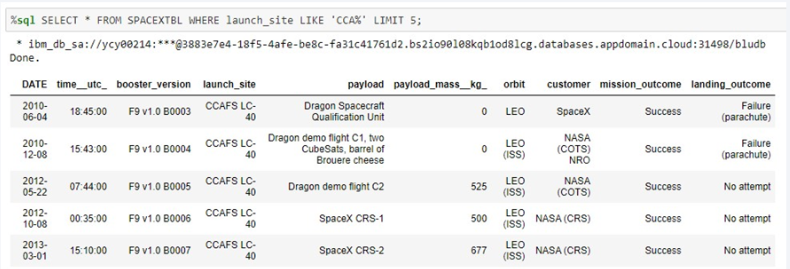 %sql SELECT * FROM SPACEXTBL WHERE launch_site LIKE 'CCA%' LIMIT 5;
* ibm_db_sa://ycy00214:***@3883e7e4-18f5-4afe-be8c-fa31c41761d2.bs2io90l08kqb1od8lcg.databases.appdomain.cloud:31498/bludb
Done.
DATE time__utc_ booster_version launch_site payload payload_mass__kg_ orbit customer mission_outcome landing_outcome
2010-06-04 18:45:00 F9 v1.0 B0003 CCAFS LC-40 Dragon Spacecraft Qualification Unit 0 LEO SpaceX Success Failure (parachute)
2010-12-08 15:43:00 F9 v1.0 B0004 CCAFS LC-40 Dragon demo flight C1, two CubeSats, barrel of Brouere cheese 0 LEO (ISS) NASA (COTS) NRO Success Failure (parachute)
2012-05-22 07:44:00 F9 v1.0 B0005 CCAFS LC-40 Dragon demo flight C2 525 LEO (ISS) NASA (COTS) Success No attempt
2012-10-08 00:35:00 F9 v1.0 B0006 CCAFS LC-40 SpaceX CRS-1 500 LEO (ISS) NASA (CRS) Success No attempt
2013-03-01 15:10:00 F9 v1.0 B0007 CCAFS LC-40 SpaceX CRS-2 677 LEO (ISS) NASA (CRS) Success No attempt